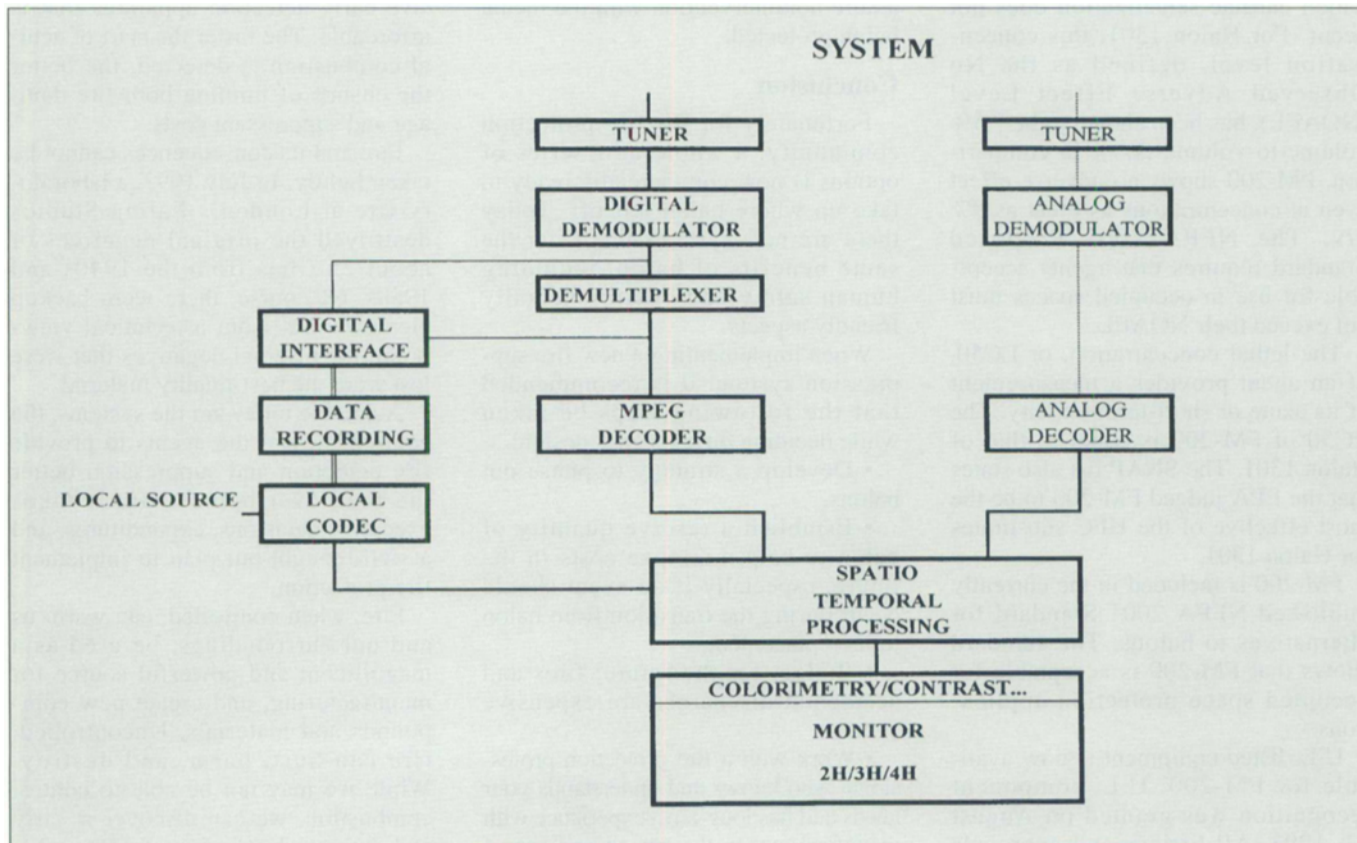 SYSTEM
TUNER
TUNER
DIGITAL
DEMODULATOR
ANALOG
DEMODULATOR
DEMULTIPLEXER
DIGITAL
INTERFACE
DATA
RECORDING
MPEG
DECODER
ANALOG
DECODER
LOCAL SOURCE
LOCAL
CODEC
SPATIO
TEMPORAL
PROCESSING
COLORIMETRY/CONTRAST...
MONITOR
2H/3H/4H